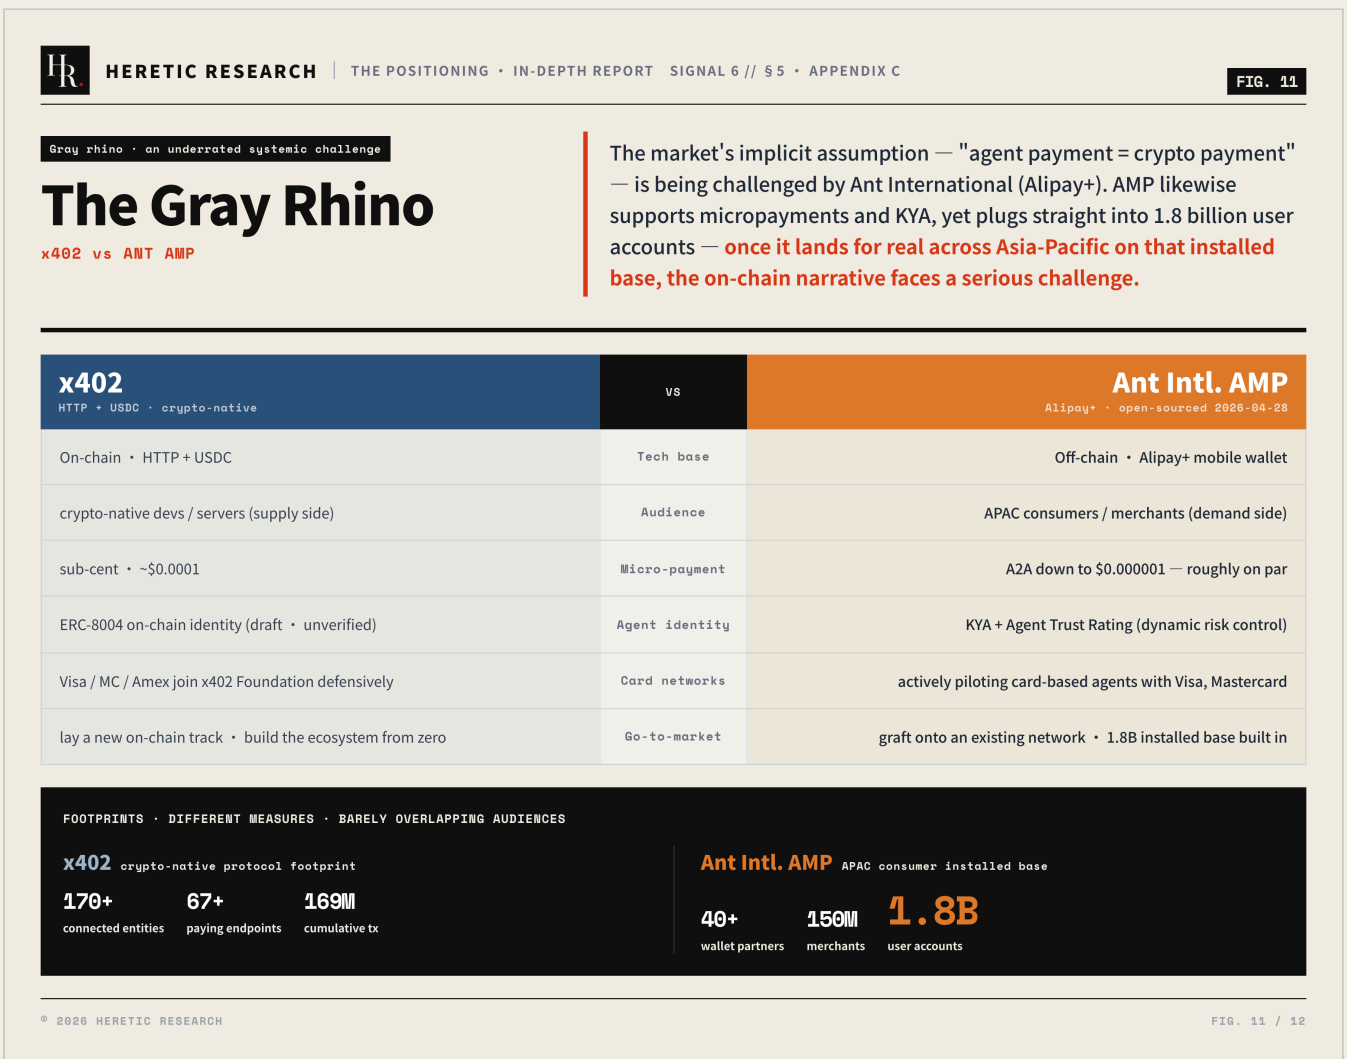 HR.
HERETIC RESEARCH
THE POSITIONING • IN-DEPTH REPORT SIGNAL 6 // §5 • APPENDIX C
FIG. 11
Gray rhino · an underrated systemic challenge
The Gray Rhino
x402 vs ANT AMP
The market's implicit assumption — "agent payment = crypto payment"
— is being challenged by Ant International (Alipay+). AMP likewise
supports micropayments and KYA, yet plugs straight into 1.8 billion user
accounts — once it lands for real across Asia-Pacific on that installed
base, the on-chain narrative faces a serious challenge.
x402
HTTP + USDC · crypto-native
VS
Ant Intl. AMP
Alipay+ · open-sourced 2026-04-28
On-chain • HTTP + USDC
Tech base
Off-chain • Alipay+ mobile wallet
crypto-native devs / servers (supply side)
Audience
APAC consumers / merchants (demand side)
sub-cent • ~$0.0001
Micro-payment
A2A down to $0.000001 — roughly on par
ERC-8004 on-chain identity (draft • unverified)
Agent identity
KYA + Agent Trust Rating (dynamic risk control)
Visa / MC / Amex join x402 Foundation defensively
Card networks
actively piloting card-based agents with Visa, Mastercard
lay a new on-chain track • build the ecosystem from zero
Go-to-market
graft onto an existing network • 1.8B installed base built in
FOOTPRINTS · DIFFERENT MEASURES · BARELY OVERLAPPING AUDIENCES
x402 crypto-native protocol footprint
170+ 67+ 169M
connected entities paying endpoints cumulative tx
Ant Intl. AMP APAC consumer installed base
40+ 150M 1.8B
wallet partners merchants user accounts
© 2026 HERETIC RESEARCH
FIG. 11 / 12